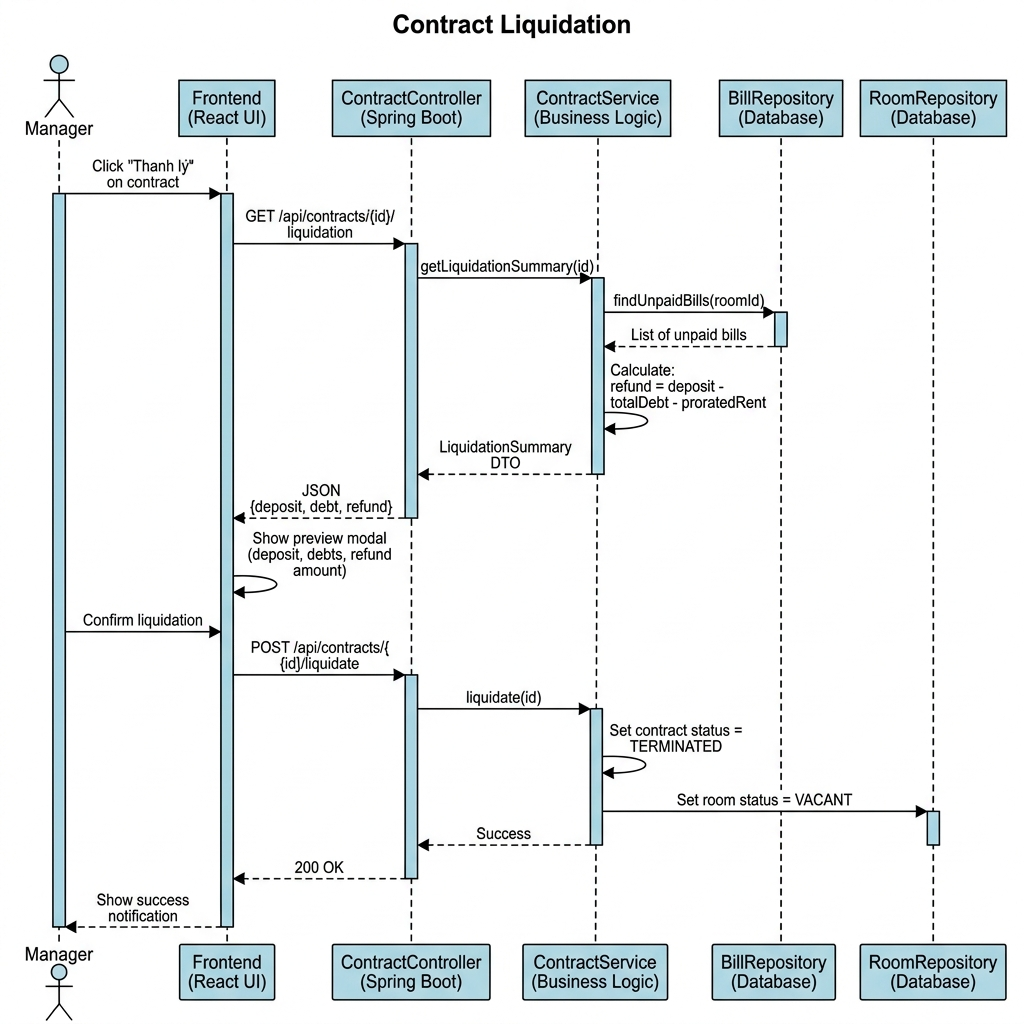 Contract Liquidation
Manager
Frontend
(React UI)
ContractController
(Spring Boot)
ContractService
(Business Logic)
BillRepository
(Database)
RoomRepository
(Database)
Click "Thanh lý"
on contract
GET /api/contracts/{id}/
liquidation
getLiquidationSummary(id)
findUnpaidBills(roomId)
List of unpaid bills
Calculate:
refund = deposit -
totalDebt - proratedRent
LiquidationSummary
DTO
JSON
{deposit, debt, refund}
Show preview modal
(deposit, debts, refund
amount)
Confirm liquidation
POST /api/contracts/{
{id]/liquidate
liquidate(id)
Set contract status =
TERMINATED
Set room status = VACANT
Success
200 OK
Show success
notification
Manager
Frontend
(React UI)
ContractController
(Spring Boot)
ContractService
(Business Logic)
BillRepository
(Database)
RoomRepository
(Database)